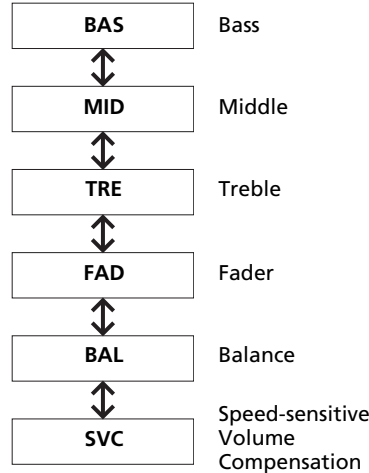 BAS Bass
MID Middle
TRE Treble
FAD Fader
BAL Balance
SVC Speed-sensitive
Volume
Compensation